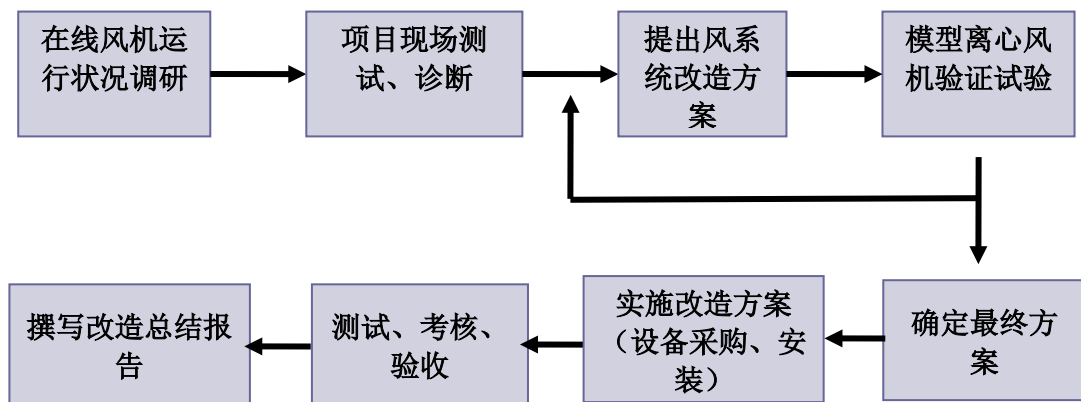 在线风机运
行状况调研
项目现场测
试、诊断
提出风系
统改造方
案
模型离心风
机验证试验
撰写改造总结报
告
测试、考核、
验收
实施改造方案
（设备采购、安
装）
确定最终方
案